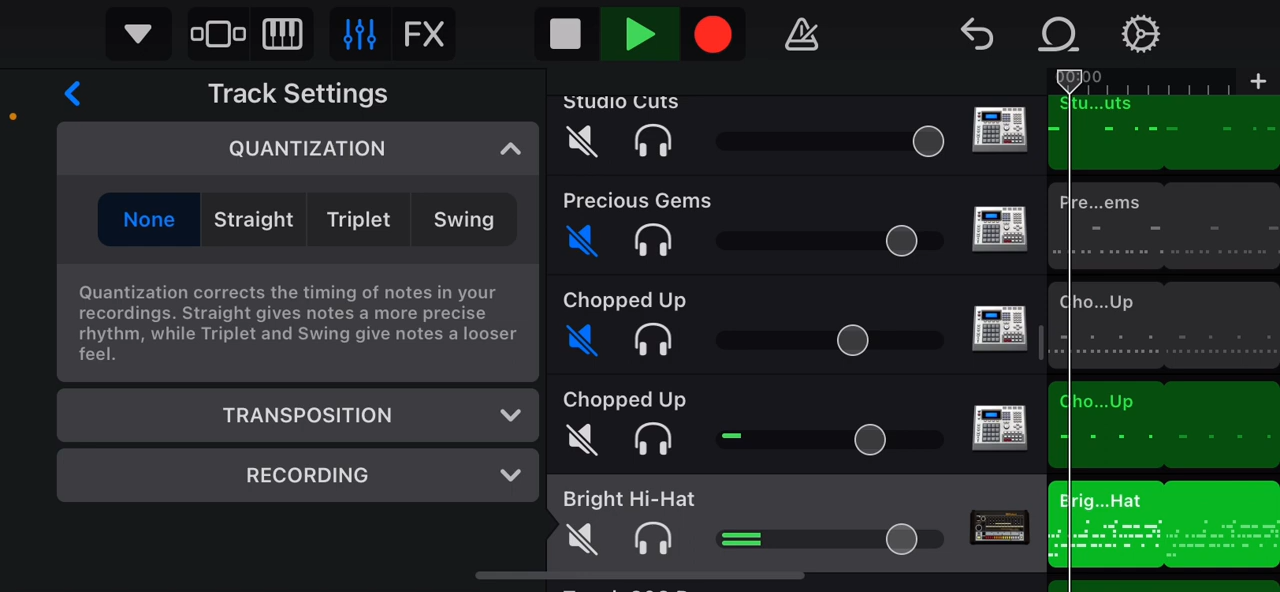 FX
Track Settings
QUANTIZATION
None
Straight
Triplet
Swing
Quantization corrects the timing of notes in your
recordings. Straight gives notes a more precise
rhythm, while Triplet and Swing give notes a looser
feel.
TRANSPOSITION
RECORDING
Studio Cuts
Precious Gems
Chopped Up
Chopped Up
Bright Hi-Hat
00:00
+
Stu...uts
Pre...ems
Cho...Up
Cho...Up
Brig...Hat